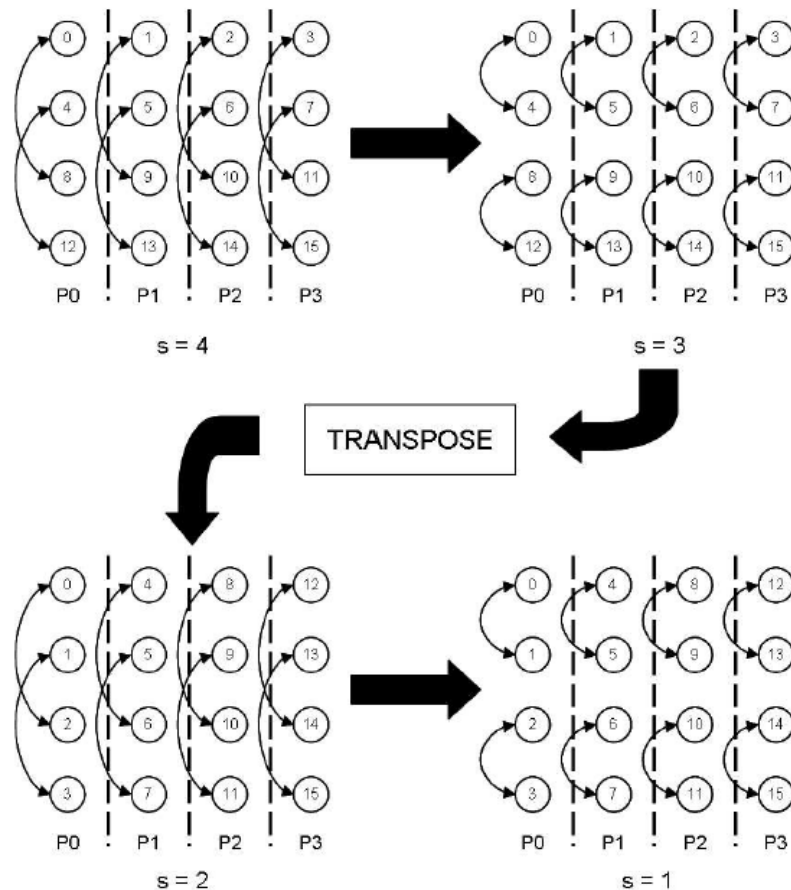 0 1 2 3
4 5 6 7
8 9 10 11
12 13 14 15
P0 P1 P2 P3
s = 4
0 1 2 3
4 5 6 7
8 9 10 11
12 13 14 15
P0 P1 P2 P3
s = 3
TRANSPOSE
0 4 8 12
1 5 9 13
2 6 10 14
3 7 11 15
P0 P1 P2 P3
s = 2
0 4 8 12
1 5 9 13
2 6 10 14
3 7 11 15
P0 P1 P2 P3
s = 1